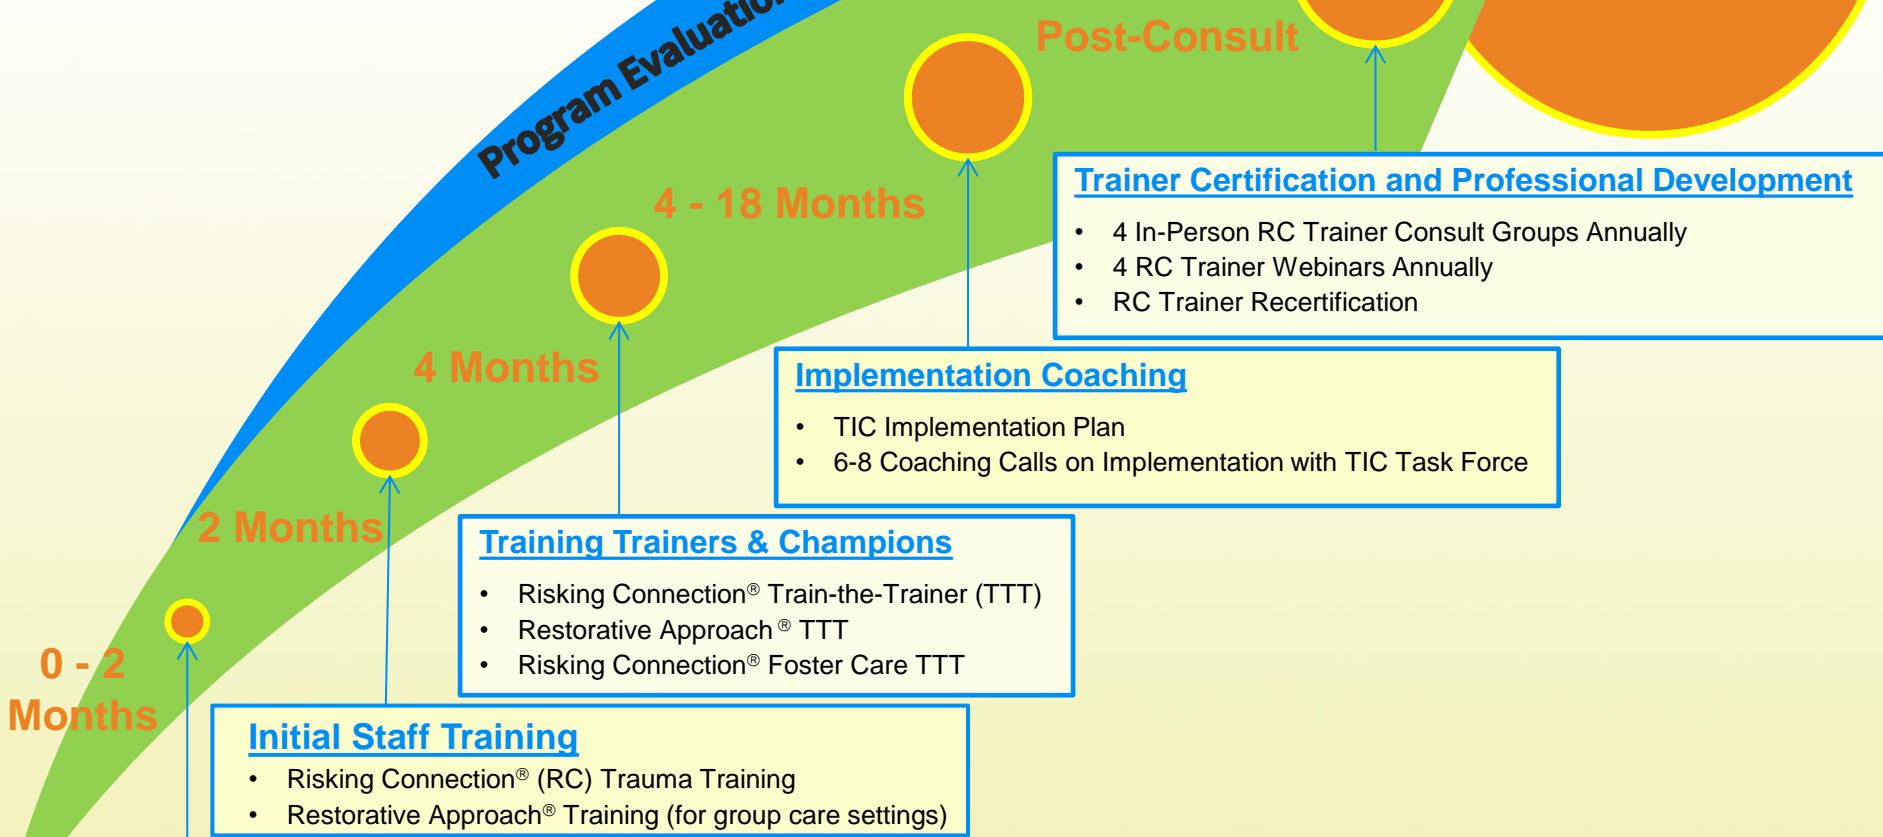 Program Evaluation
Post-Consult
4 - 18 Months
4 Months
2 Months
0 - 2
Months
Trainer Certification and Professional Development
• 4 In-Person RC Trainer Consult Groups Annually
• 4 RC Trainer Webinars Annually
• RC Trainer Recertification
Implementation Coaching
• TIC Implementation Plan
• 6-8 Coaching Calls on Implementation with TIC Task Force
Training Trainers & Champions
• Risking Connection® Train-the-Trainer (TTT)
• Restorative Approach ® TTT
• Risking Connection® Foster Care TTT
Initial Staff Training
• Risking Connection® (RC) Trauma Training
• Restorative Approach® Training (for group care settings)